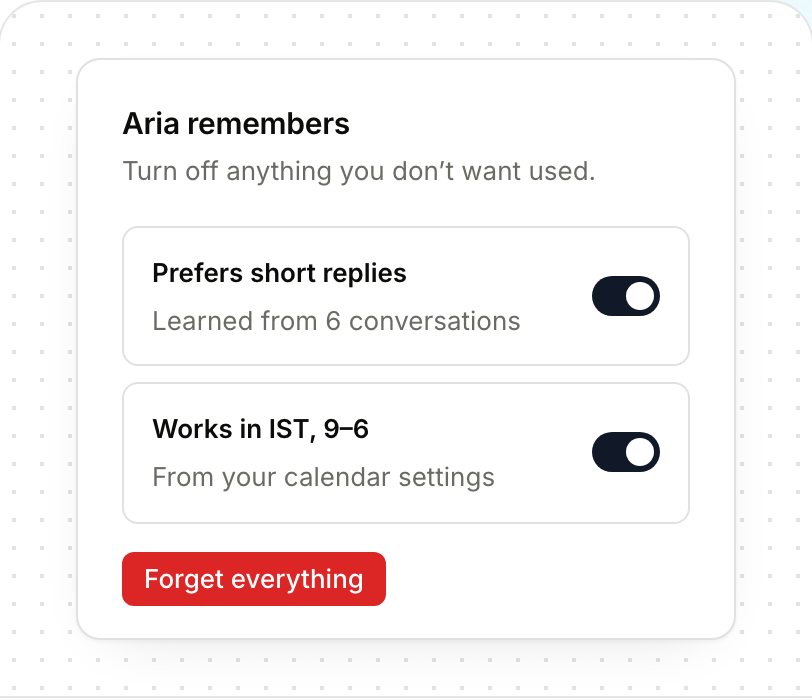 Aria remembers
Turn off anything you don’t want used.
Prefers short replies
Learned from 6 conversations
Works in IST, 9–6
From your calendar settings
Forget everything